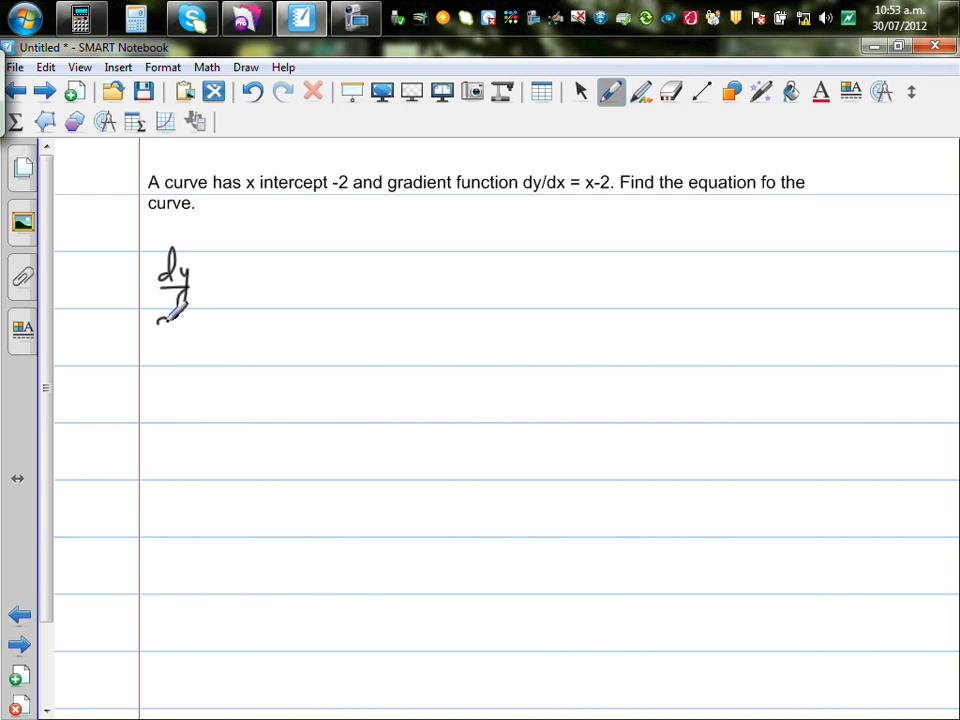 10:53 a.m.
30/07/2012
Untitled * - SMART Notebook
File Edit View Insert Format Math Draw Help
A curve has x intercept -2 and gradient function dy/dx = x-2. Find the equation fo the
curve.
dy